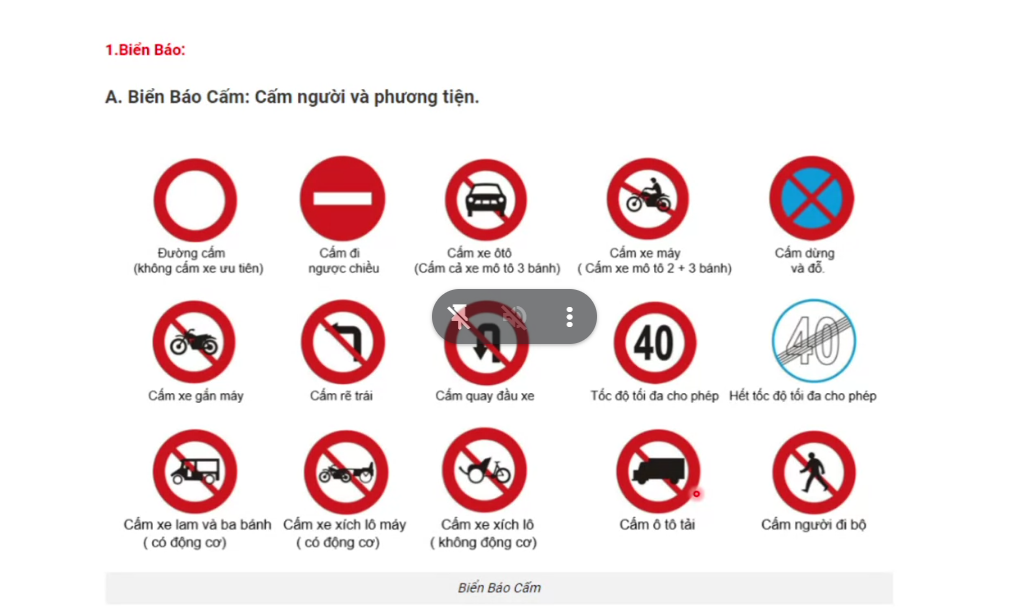 1.Biển Báo:
A. Biển Báo Cấm: Cấm người và phương tiện.
Đường cấm
(không cấm xe ưu tiên)
Cấm đi
ngược chiều
Cấm xe ôtô
(Cấm cả xe mô tô 3 bánh)
Cấm xe máy
( Cấm xe mô tô 2 + 3 bánh)
Cấm dừng
và đỗ.
40
40
Cấm xe gắn máy
Cấm rẽ trái
Cấm quay đầu xe
Tốc độ tối đa cho phép
Hết tốc độ tối đa cho phép
Cấm xe lam và ba bánh
( có động cơ)
Cấm xe xích lô máy
( có động cơ)
Cấm xe xích lô
( không động cơ)
Cấm ô tô tải
Cấm người đi bộ
Biển Báo Cấm